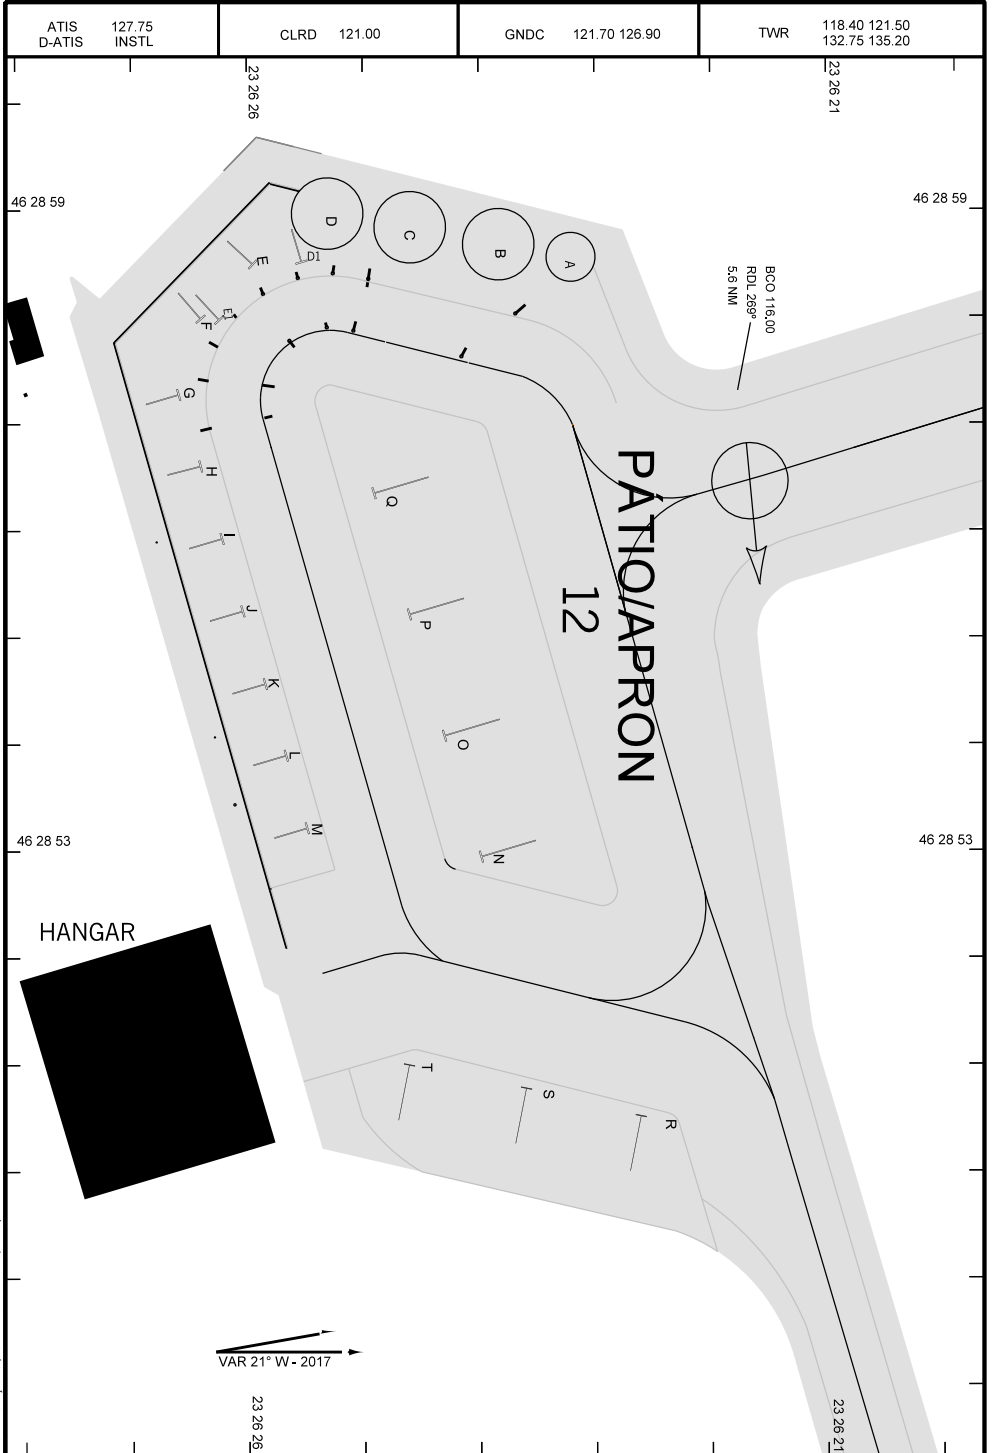 ATIS 127.75
D-ATIS INSTL
CLRD 121.00
GNDC 121.70 126.90
TWR 118.40 121.50
132.75 135.20
23 26 26
23 26 21
46 28 59
46 28 59
BCO 116.00
RDL 269°
5.6 NM
A
B
C
D
D1
E
E1
F
G
H
I
J
K
L
M
Q
P
O
N
PÁTIO/APRON
12
46 28 53
46 28 53
HANGAR
T
S
R
VAR 21° W - 2017
23 26 26
23 26 21